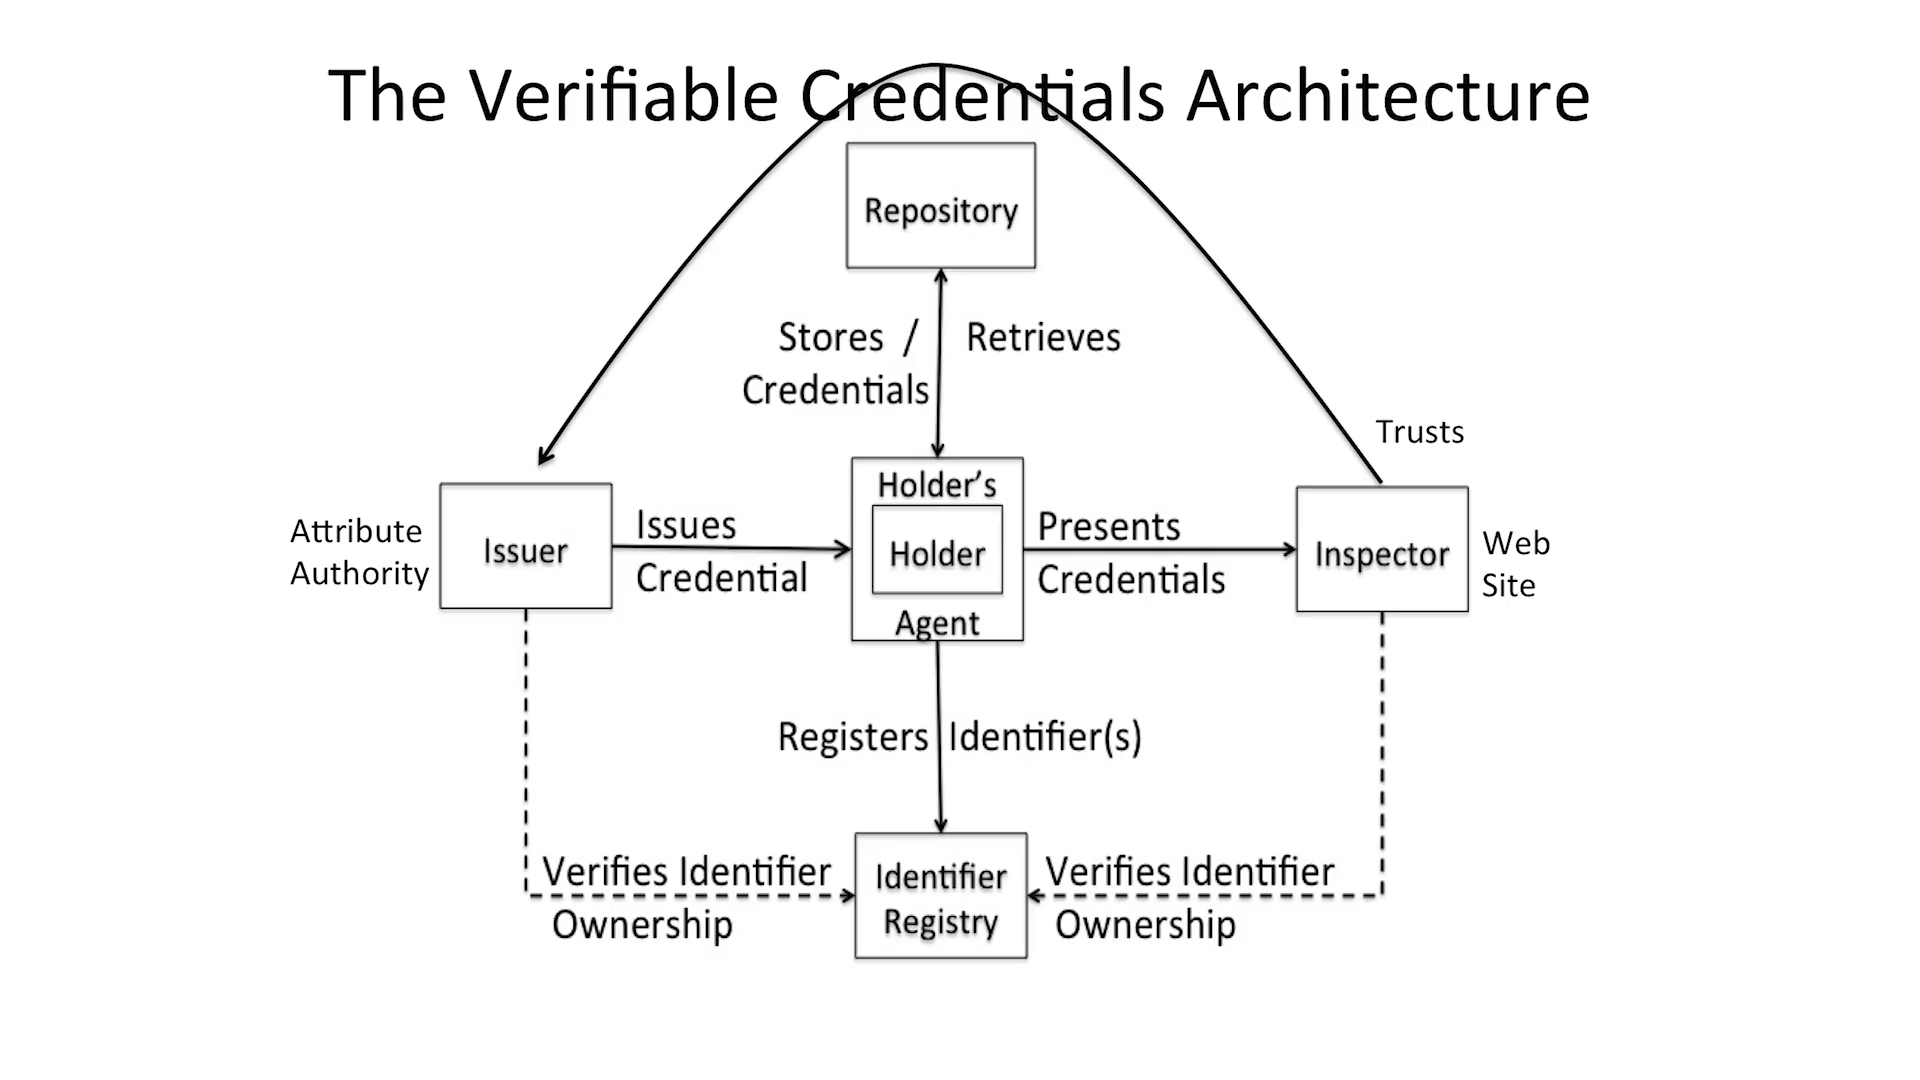 The Verifiable Credentials Architecture
Repository
Stores / Retrieves
Credentials
Trusts
Attribute
Authority
Issuer
Issues
Credential
Holder's
Holder
Agent
Presents
Credentials
Inspector
Web
Site
Registers Identifier(s)
Verifies Identifier
Ownership
Identifier
Registry
Verifies Identifier
Ownership